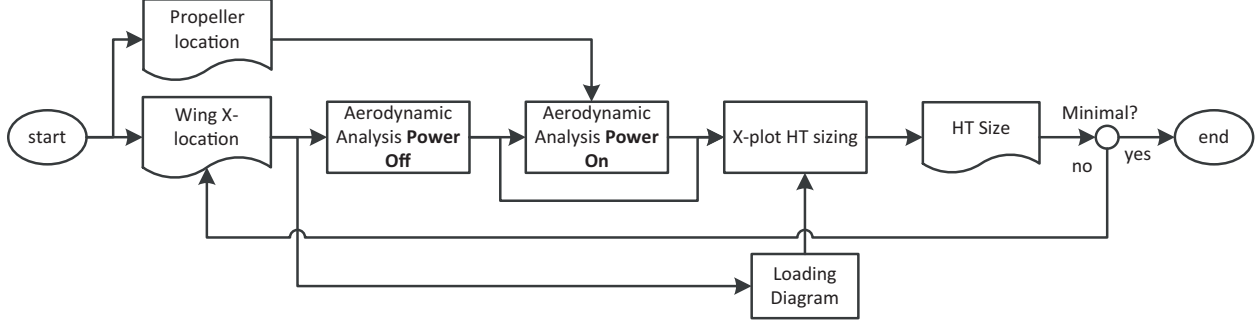 Propeller
location
start
Wing X-
location
Aerodynamic
Analysis Power
Off
Aerodynamic
Analysis Power
On
X-plot HT sizing
HT Size
Minimal?
no
yes
end
Loading
Diagram